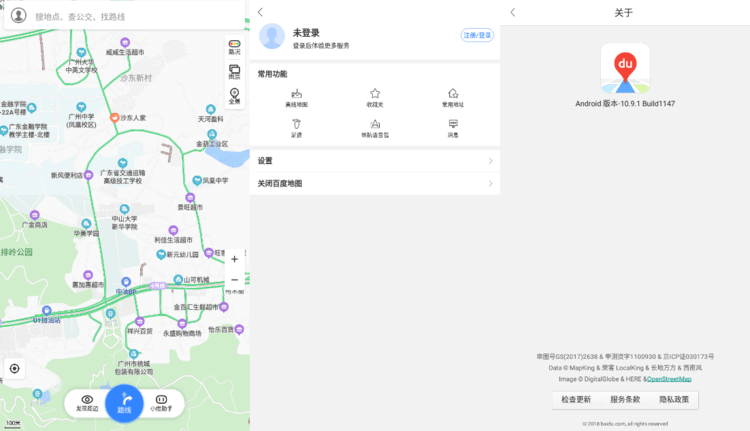 搜地点、查公交、找路线
威威生活超市
广州大华
中英文学校
沙东新村
路况
图层
全景
金融学院
-22A号楼
广州中学
(凤凰校区)
沙东人家
天河盈科
广东金融学院
教学主楼-北楼
金融学院
金颖工业区
新风便利店
广东省交通运输
高级技工学校
凤凰中学
景旺超市
广金商店
中山大学
新华学院
华美学园
利佳生活超市
排岭公园
新元幼儿园
惠加惠超市
山可机械
6号线
金百汇生鲜超市
祥兴百货
永盛购物商场
怡乐百货
广州市统域
包装有限公司
发现周边
路线
小度助手
100米
未登录
登录后体验更多服务
注册/登录
常用功能
离线地图
收藏夹
常用地址
足迹
导航语音包
消息
设置
关闭百度地图
关于
du
Android 版本-10.9.1 Build1147
审图号GS(2017)2638 & 甲测资字1100930 & 京ICP证030173号
Data © MapKing & 荣客 LocalKing & 长地万方 & 西南风
Image © DigitalGlobe & HERE &OpenStreetMap
检查更新
服务条款
隐私政策
© 2018 baidu.com, all rights reserved